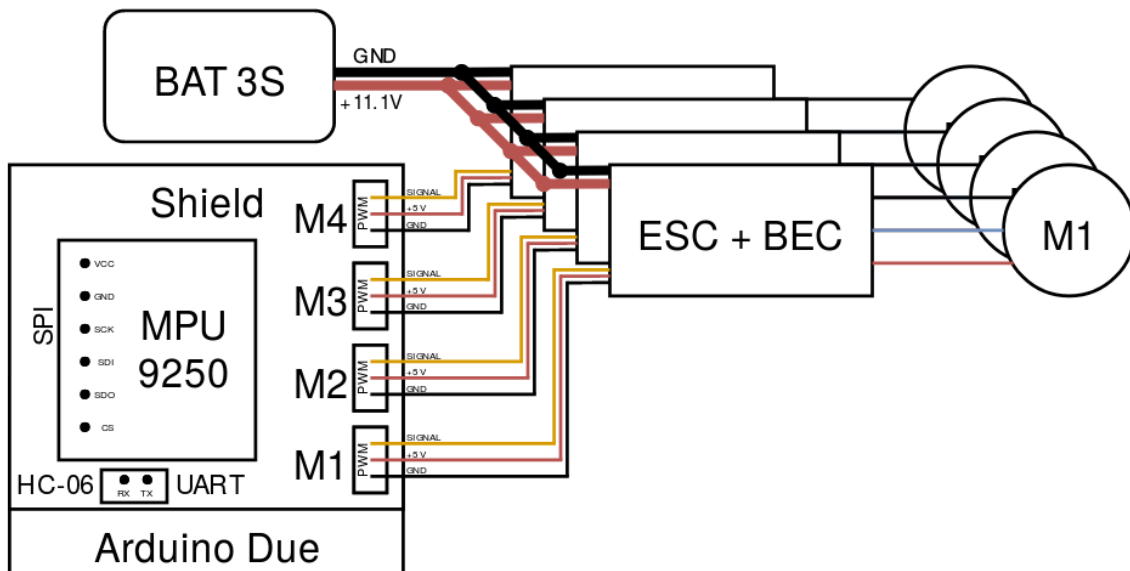 BAT 3S
GND
+11.1V
Shield
M4
PWM
SIGNAL
+5 V
GND
M3
PWM
SIGNAL
+5 V
GND
M2
PWM
SIGNAL
+5 V
GND
M1
PWM
SIGNAL
+5 V
GND
SPI
VCC
GND
SCK
SDI
SDO
CS
MPU
9250
HC-06
RX TX
UART
Arduino Due
ESC + BEC
M1